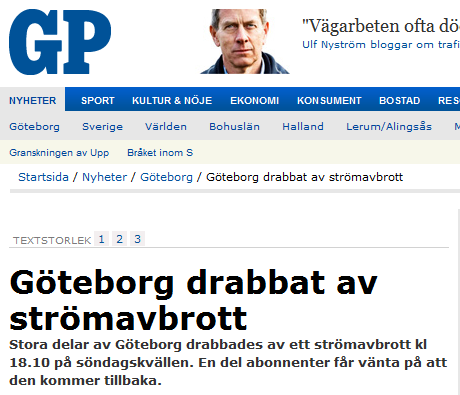 GP
"Vägarbeten ofta dö
Ulf Nyström bloggar om trafi
NYHETER SPORT KULTUR & NÖJE EKONOMI KONSUMENT BOSTAD RES
Göteborg Sverige Världen Bohuslän Halland Lerum/Alingsås M
Granskningen av Upp Bråket inom S
Startsida / Nyheter / Göteborg / Göteborg drabbat av strömavbrott
TEXTSTORLEK 1 2 3
Göteborg drabbat av
strömavbrott
Stora delar av Göteborg drabbades av ett strömavbrott kl
18.10 på söndagskvällen. En del abonnenter får vänta på att
den kommer tillbaka.